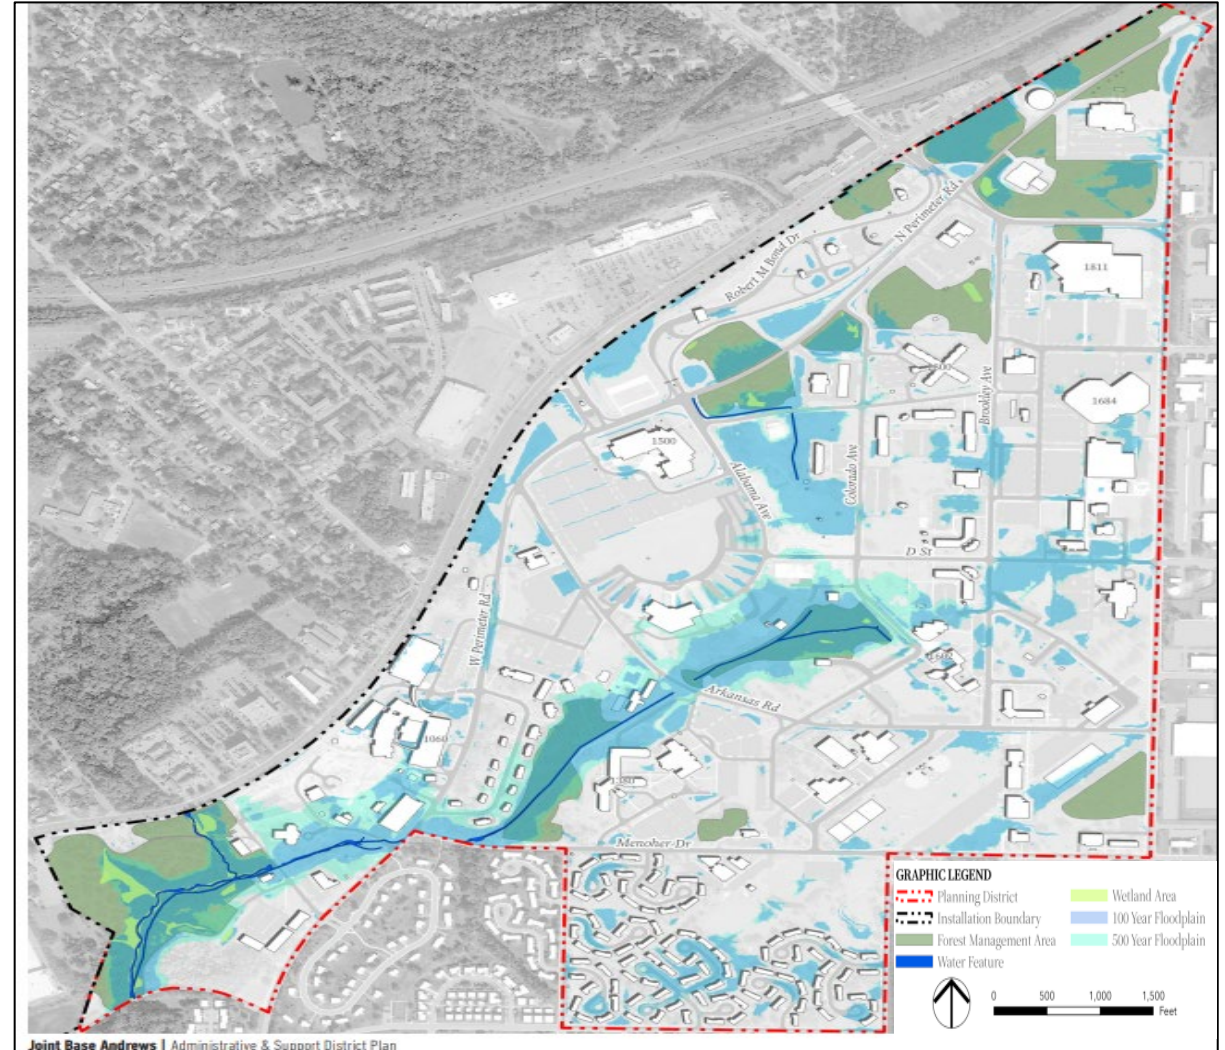 N Perimeter Rd
Robert M Bond Dr
1811
Brookley Ave
1684
1500
Alabama Ave
Colorado Ave
D St
W Perimeter Rd
1602
Arkansas Rd
1060
1380
Menoher Dr
GRAPHIC LEGEND
Planning District
Installation Boundary
Forest Management Area
Water Feature
Wetland Area
100 Year Floodplain
500 Year Floodplain
0 500 1,000 1,500
Feet
Joint Base Andrews | Administrative & Support District Plan